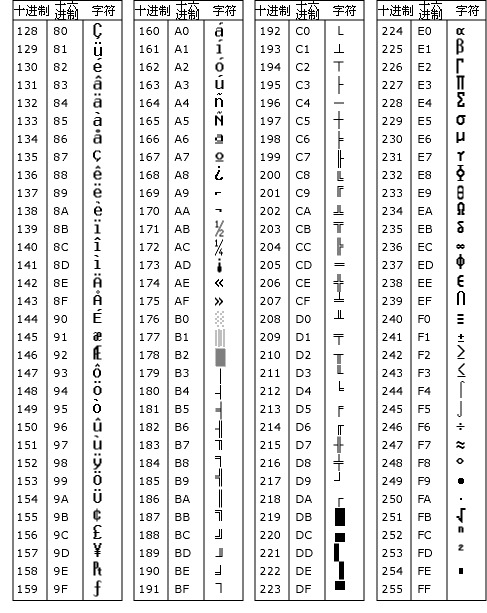 十进制 十六进制 字符
128 80 Ç
129 81 ü
130 82 é
131 83 â
132 84 ä
133 85 à
134 86 å
135 87 ç
136 88 ê
137 89 ë
138 8A è
139 8B ï
140 8C î
141 8D ì
142 8E Ä
143 8F Å
144 90 É
145 91 æ
146 92 Æ
147 93 ô
148 94 ö
149 95 ò
150 96 û
151 97 ù
152 98 ÿ
153 99 Ö
154 9A Ü
155 9B ¢
156 9C £
157 9D ¥
158 9E ₧
159 9F ƒ
十进制 十六进制 字符
160 A0 á
161 A1 í
162 A2 ó
163 A3 ú
164 A4 ñ
165 A5 Ñ
166 A6 ª
167 A7 º
168 A8 ¿
169 A9 ⌐
170 AA ¬
171 AB ½
172 AC ¼
173 AD ¡
174 AE «
175 AF »
176 B0 ░
177 B1 ▒
178 B2 ▓
179 B3 │
180 B4 ┤
181 B5 ╡
182 B6 ╢
183 B7 ╖
184 B8 ╕
185 B9 ╣
186 BA ║
187 BB ╗
188 BC ╝
189 BD ╜
190 BE ╛
191 BF ┐
十进制 十六进制 字符
192 C0 └
193 C1 ┴
194 C2 ┬
195 C3 ├
196 C4 ─
197 C5 ┼
198 C6 ╞
199 C7 ╟
200 C8 ╚
201 C9 ╔
202 CA ╩
203 CB ╦
204 CC ╠
205 CD ═
206 CE ╬
207 CF ╧
208 D0 ╨
209 D1 ╤
210 D2 ╥
211 D3 ╙
212 D4 ╘
213 D5 ╒
214 D6 ╓
215 D7 ╫
216 D8 ╪
217 D9 ┘
218 DA ┌
219 DB █
220 DC ▄
221 DD ▌
222 DE ▐
223 DF ▀
十进制 十六进制 字符
224 E0 α
225 E1 β
226 E2 Γ
227 E3 Π
228 E4 Σ
229 E5 σ
230 E6 µ
231 E7 γ
232 E8 Φ
233 E9 θ
234 EA Ω
235 EB δ
236 EC ∞
237 ED φ
238 EE ∈
239 EF ∩
240 F0 ≡
241 F1 ±
242 F2 ≥
243 F3 ≤
244 F4 ⌠
245 F5 ⌡
246 F6 ÷
247 F7 ≈
248 F8 °
249 F9 ●
250 FA ·
251 FB √
252 FC ⁿ
253 FD ²
254 FE ■
255 FF